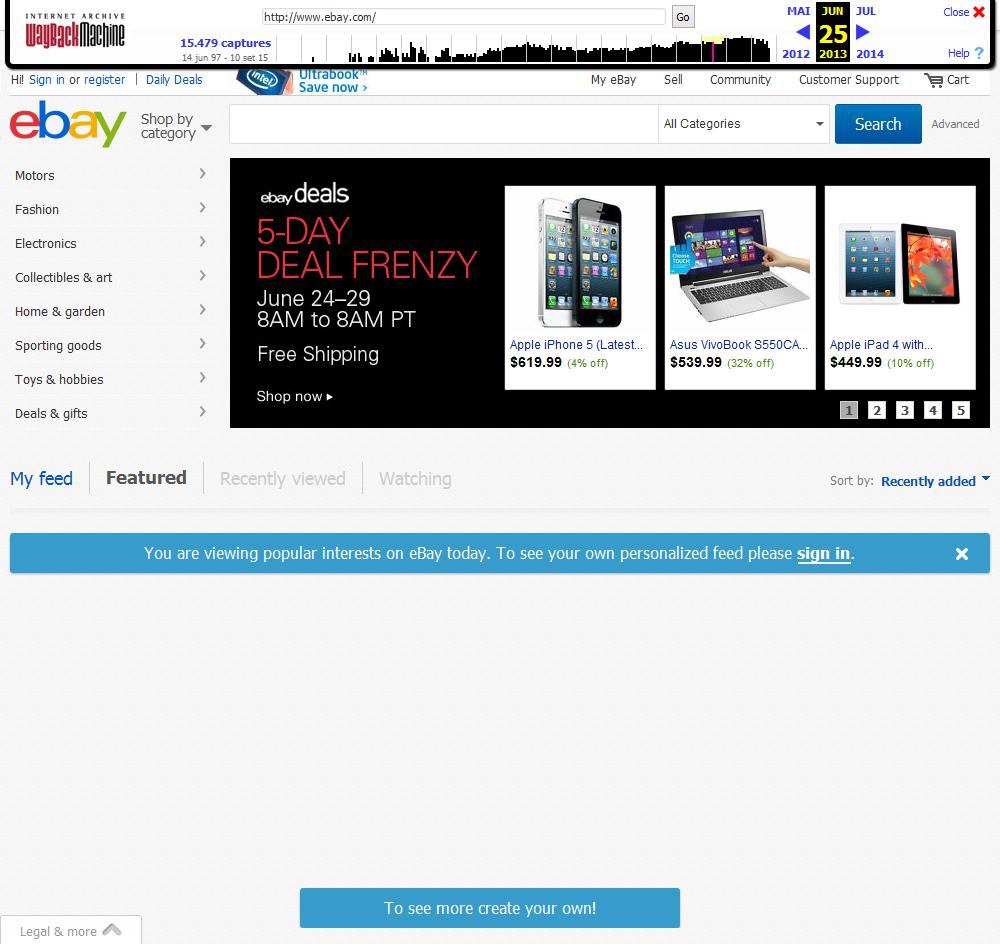 INTERNET ARCHIVE
WayBackMachine
http://www.ebay.com/
Go
15.479 captures
14 jun 97 - 10 set 15
MAI
JUN
JUL
25
2012
2013
2014
Close
Help ?
Hi! Sign in or register
Daily Deals
intel
Ultrabook™
Save now ›
My eBay
Sell
Community
Customer Support
Cart
ebay
Shop by
category
All Categories
Search
Advanced
Motors
Fashion
Electronics
Collectibles & art
Home & garden
Sporting goods
Toys & hobbies
Deals & gifts
ebay deals
5-DAY
DEAL FRENZY
June 24–29
8AM to 8AM PT
Free Shipping
Shop now
Choose
TOUCH
ASUS
Apple iPhone 5 (Latest...
$619.99 (4% off)
Asus VivoBook S550CA...
$539.99 (32% off)
Apple iPad 4 with...
$449.99 (10% off)
1 2 3 4 5
My feed
Featured
Recently viewed
Watching
Sort by: Recently added
You are viewing popular interests on eBay today. To see your own personalized feed please sign in.
To see more create your own!
Legal & more